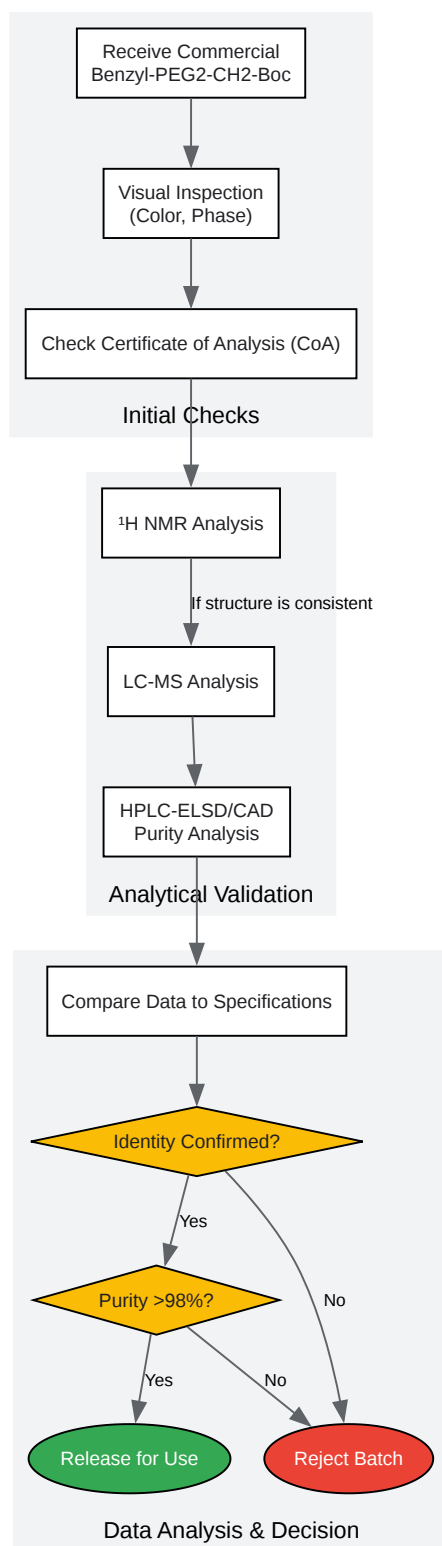 Receive Commercial
Benzyl-PEG2-CH2-Boc
Visual Inspection
(Color, Phase)
Check Certificate of Analysis (CoA)
Initial Checks
¹H NMR Analysis
If structure is consistent
LC-MS Analysis
HPLC-ELSD/CAD
Purity Analysis
Analytical Validation
Compare Data to Specifications
Identity Confirmed?
Yes
Purity >98%?
No
Yes
No
Release for Use
Reject Batch
Data Analysis & Decision